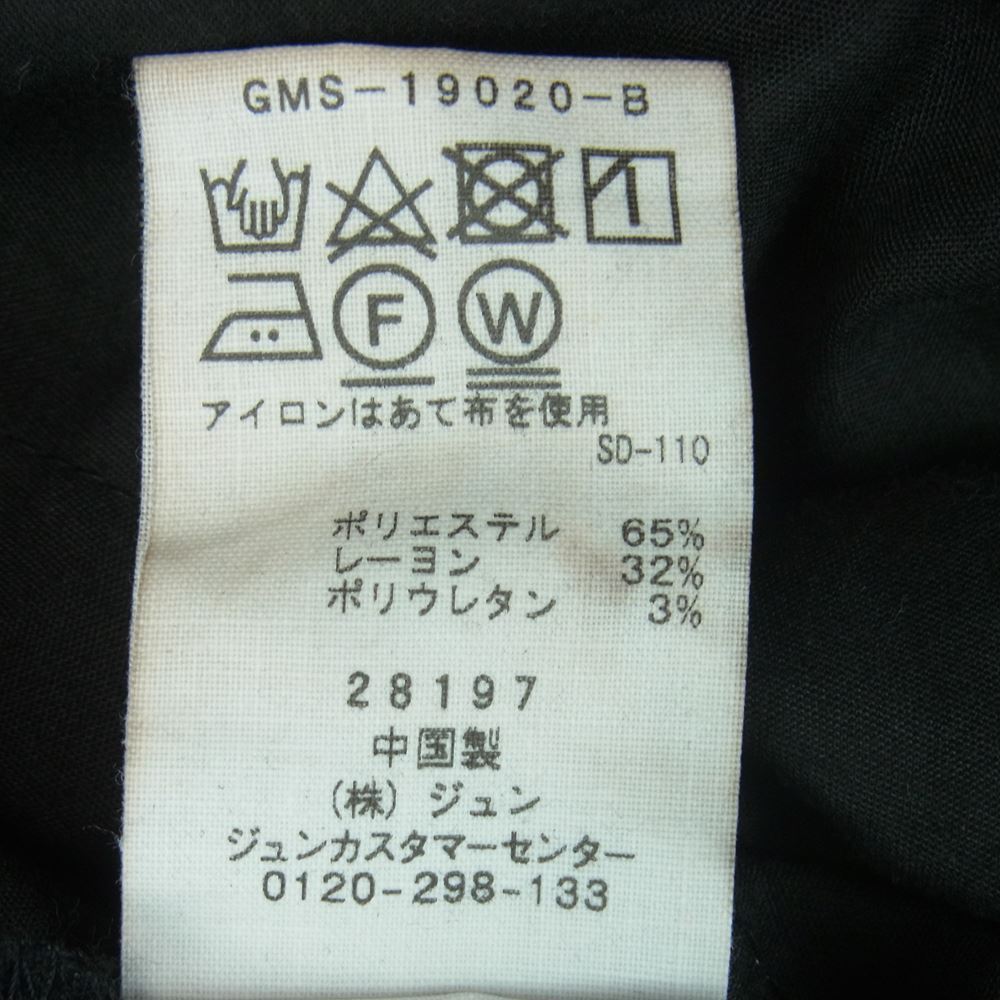 GMS-19020-B
F W
アイロンはあて布を使用
SD-110
ポリエステル 65%
レーヨン 32%
ポリウレタン 3%
28197
中国製
(株) ジュン
ジュンカスタマーセンター
0120-298-133